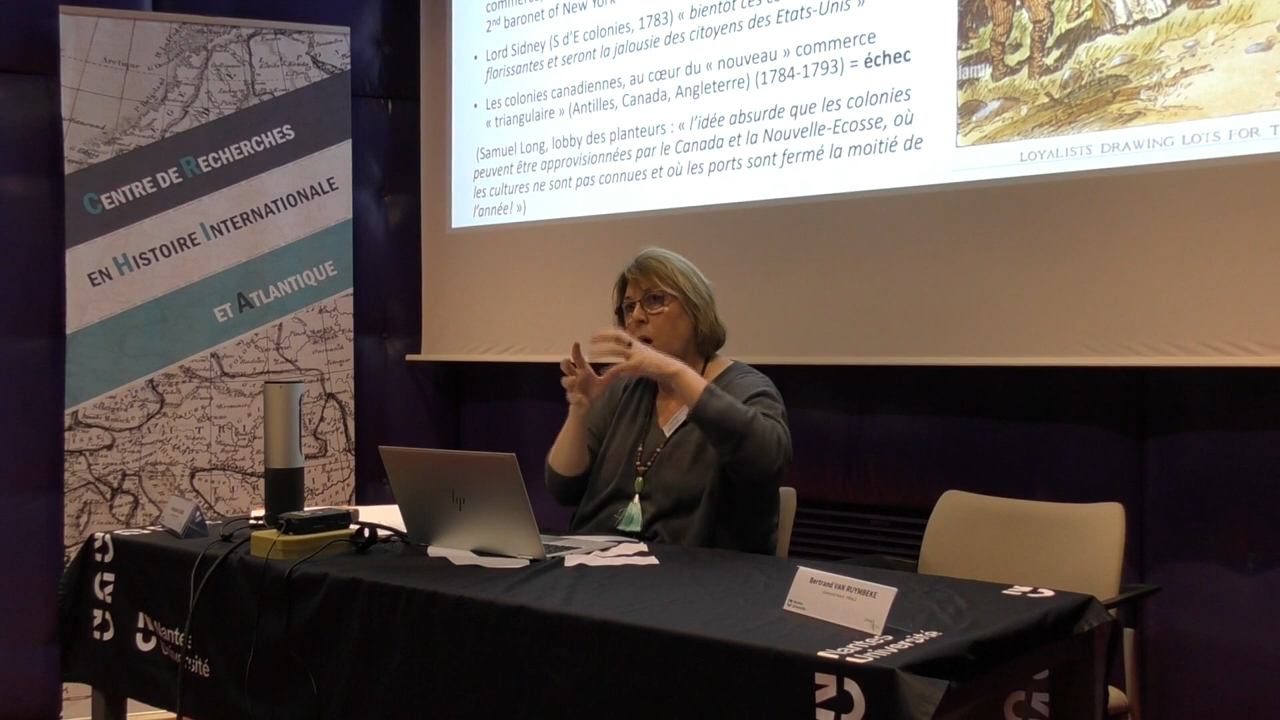 CENTRE DE RECHERCHES
EN HISTOIRE INTERNATIONALE
ET ATLANTIQUE
2nd baronet of New York
• Lord Sidney (S d'E colonies, 1783) « bientôt ces
florissantes et seront la jalousie des citoyens des Etats-Unis »
• Les colonies canadiennes, au cœur du « nouveau » commerce
« triangulaire » (Antilles, Canada, Angleterre) (1784-1793) = échec
(Samuel Long, lobby des planteurs : « l'idée absurde que les colonies
peuvent être approvisionnées par le Canada et la Nouvelle-Ecosse, où
les cultures ne sont pas connues et où les ports sont fermé la moitié de
l'année! »)
LOYALISTS DRAWING LOTS FOR
hp
Bertrand VAN RUYMBEKE
Nantes
Université
Nantes
Université